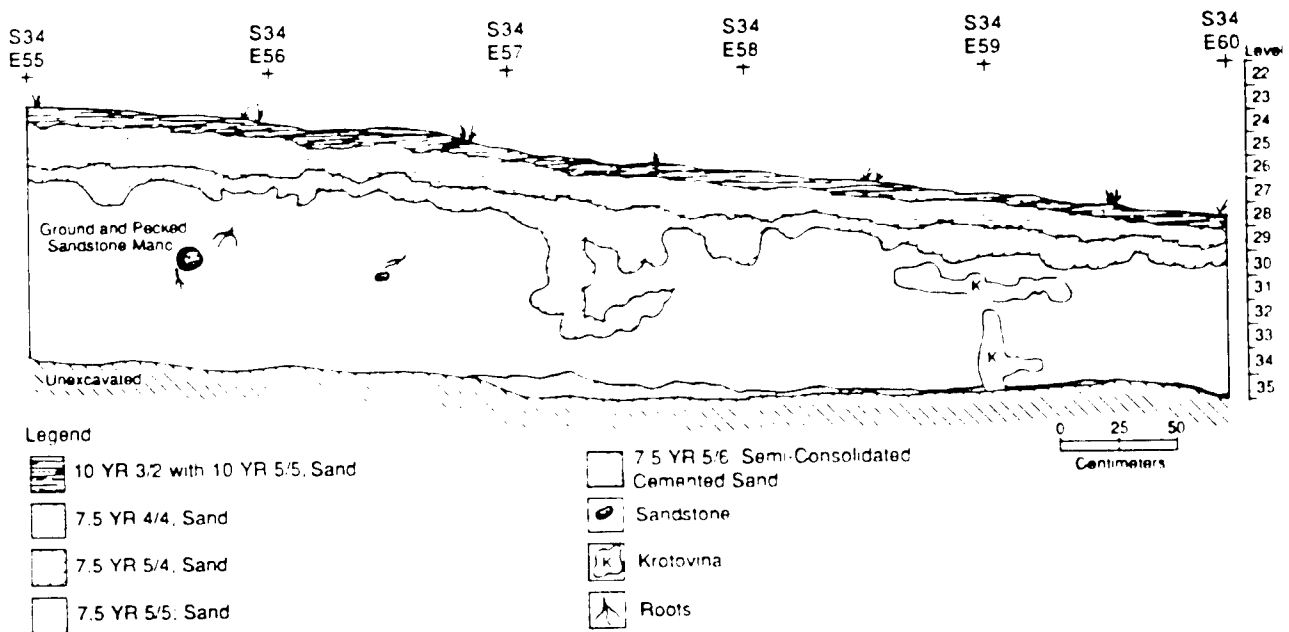 S34 S34 S34 S34 S34 S34
E55 E56 E57 E58 E59 E60
Level
22
23
24
25
26
27
28
29
30
31
32
33
34
35
Ground and Pecked
Sandstone Manc
K
K
Unexcavated
0 25 50
Centimeters
Legend
10 YR 3/2 with 10 YR 5/5, Sand
7.5 YR 4/4, Sand
7.5 YR 5/4, Sand
7.5 YR 5/5; Sand
7 5 YR 5/6 Semi-Consolidated
Cemented Sand
Sandstone
K Krotovina
Roots